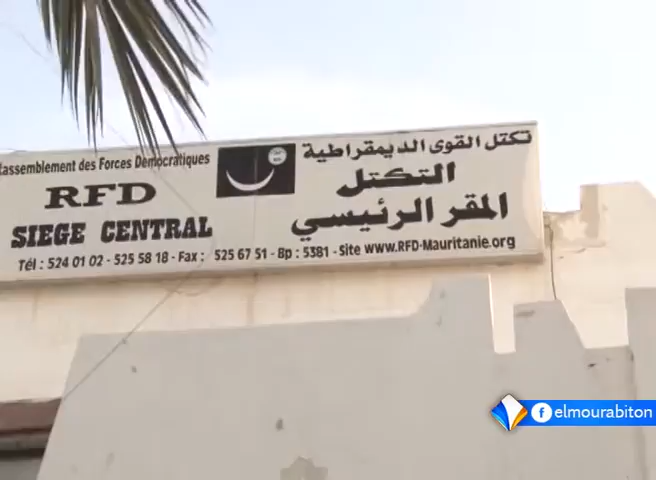 Rassemblement des Forces Démocratiques
RFD
SIEGE CENTRAL
تكتل القوى الديمقراطية
التكتل
المقر الرئيسي
Tél : 524 01 02 - 525 58 18 - Fax : 525 67 51 - Bp : 5381 - Site www.RFD-Mauritanie.org
elmourabiton